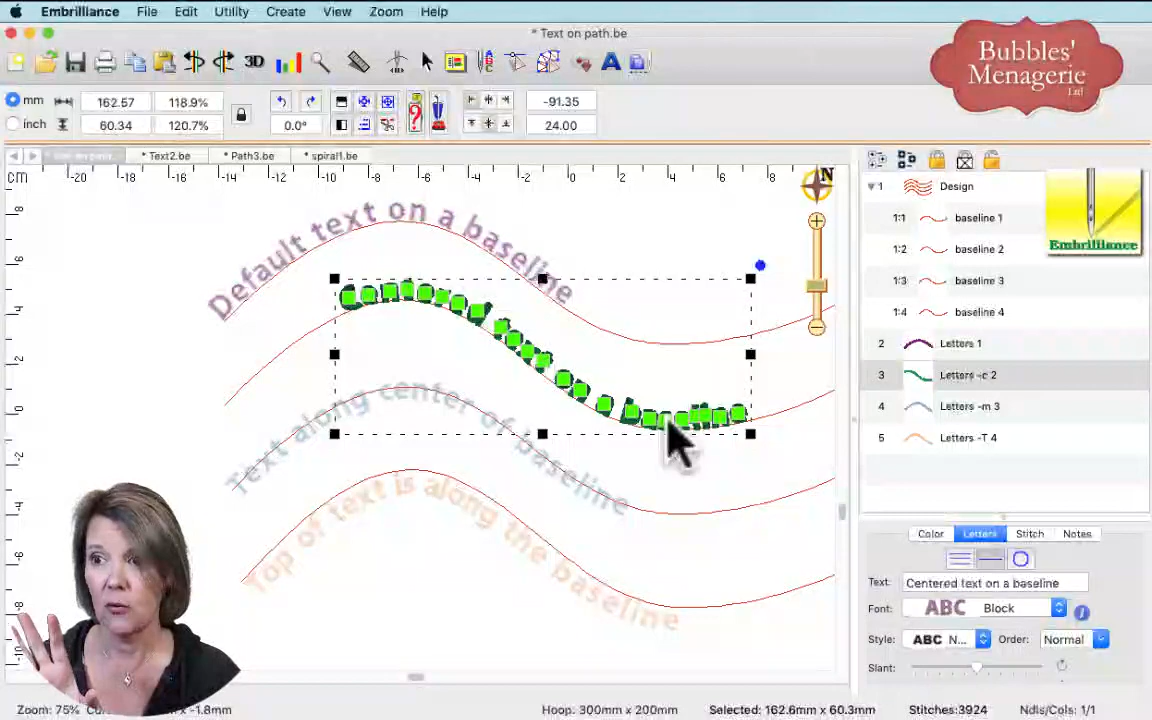 Embrilliance File Edit Utility Create View Zoom Help
* Text on path.be
Bubbles'
Menagerie
Ltd
3D
mm 162.57 118.9% -91.35
inch 60.34 120.7% 0.0° 24.00
* Text2.be * Path3.be * spiral1.be
CM -20 -18 -16 -14 -12 -10 -8 -6 -4 -2 0 2 4 6 8
N
1 Design
1:1 baseline 1
1:2 baseline 2
1:3 baseline 3
1:4 baseline 4
2 Letters 1
3 Letters -c 2
4 Letters -m 3
5 Letters -T 4
Embrilliance
Default text on a baseline
Text along center of baseline
Top of text is along the baseline
Color Letters Stitch Notes
Text: Centered text on a baseline
Font: ABC Block
Style: ABC N... Order: Normal
Slant:
Zoom: 75% -1.8mm Hoop: 300mm x 200mm Selected: 162.6mm x 60.3mm Stitches:3924 Ndls/Cols: 1/1